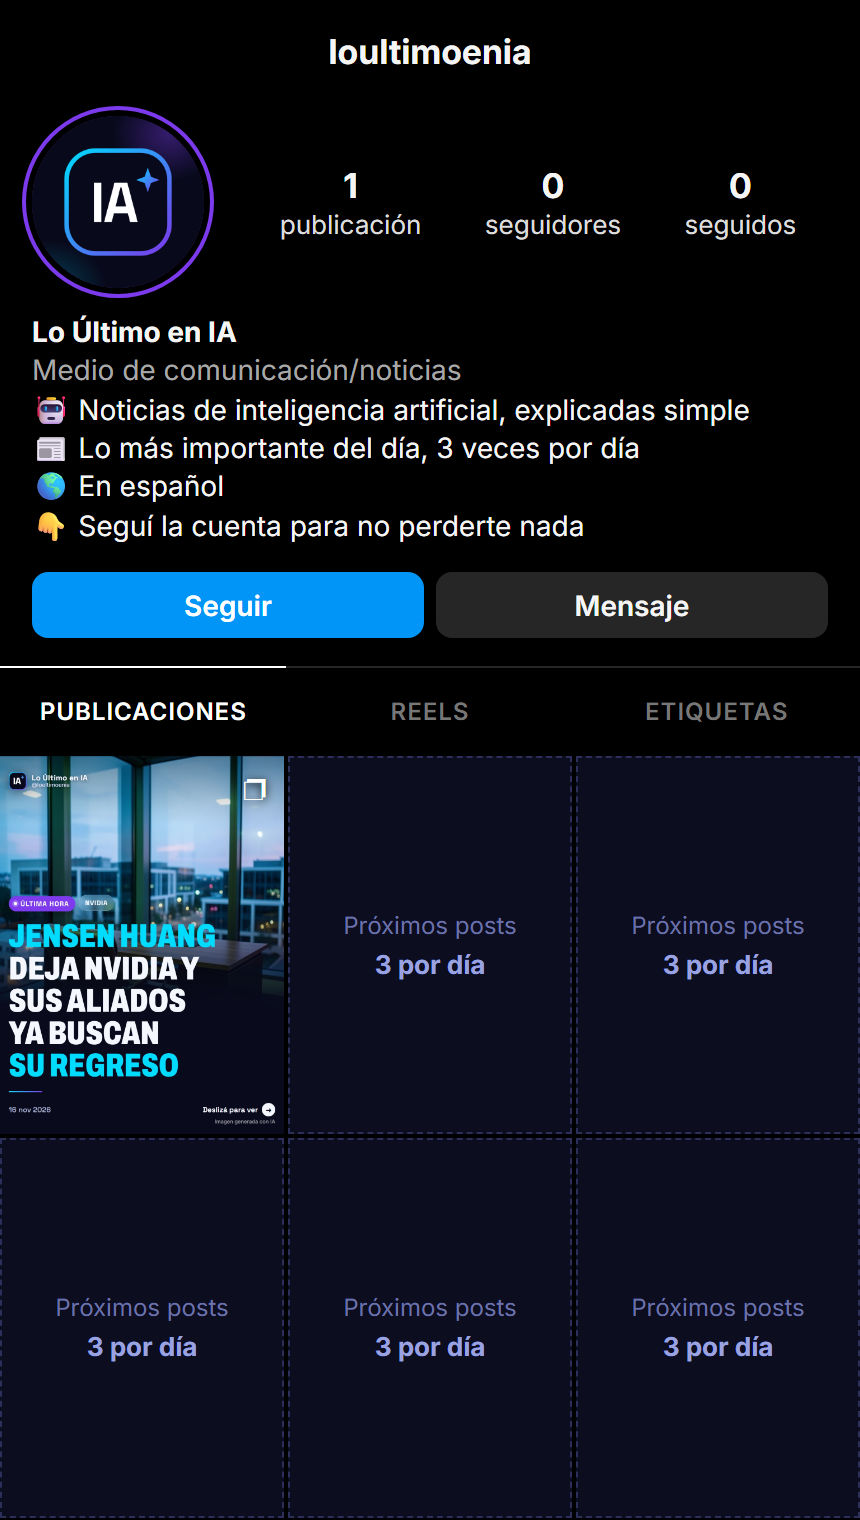 loultimoenia
IA
1
publicación
0
seguidores
0
seguidos
Lo Último en IA
Medio de comunicación/noticias
🤖 Noticias de inteligencia artificial, explicadas simple
📰 Lo más importante del día, 3 veces por día
🌎 En español
👇 Seguí la cuenta para no perderte nada
Seguir
Mensaje
PUBLICACIONES
REELS
ETIQUETAS
IA
Lo Último en IA
@loultimoenia
ÚLTIMA HORA
NVIDIA
JENSEN HUANG
DEJA NVIDIA Y
SUS ALIADOS
YA BUSCAN
SU REGRESO
16 nov 2026
Deslizá para ver
Imagen generada con IA
Próximos posts
3 por día
Próximos posts
3 por día
Próximos posts
3 por día
Próximos posts
3 por día
Próximos posts
3 por día